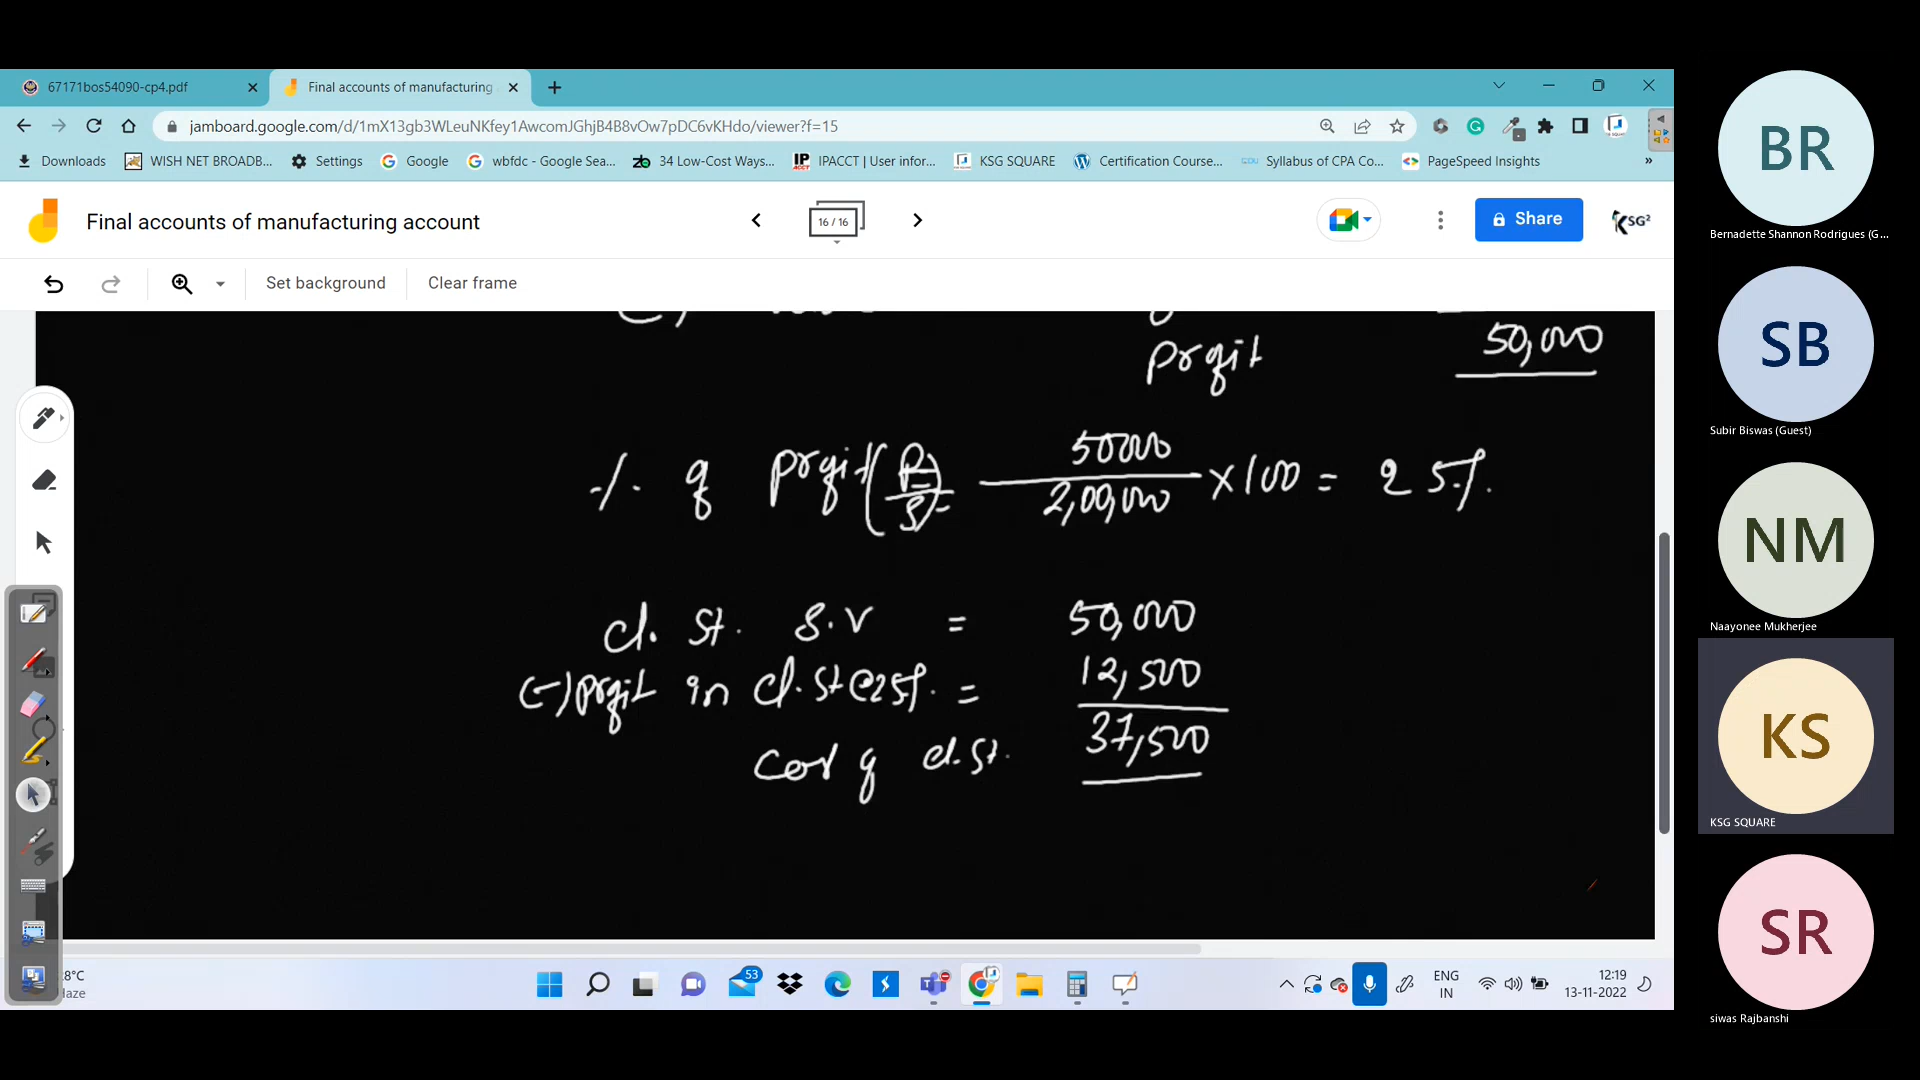 67171bos54090-cp4.pdf
Final accounts of manufacturing
jamboard.google.com/d/1mX13gb3WLeuNKfey1AwcomJGhjB4B8vOw7pDC6vKHdo/viewer?f=15
Downloads WISH NET BROADB... Settings Google wbfdc - Google Sea... 34 Low-Cost Ways... IPACCT | User infor... KSG SQUARE Certification Course... Syllabus of CPA Co... PageSpeed Insights »
Final accounts of manufacturing account
16 / 16
Share
KSG²
Set background Clear frame
Profit 50,000
% of profit (P/S) = 50000/2,00,000 × 100 = 25%.
cl. st. S.V = 50,000
(-) profit in cl. st @25%. = 12,500
Cost of cl. st. 37,500
8°C
Haze
53
ENG
IN
12:19
13-11-2022
BR
Bernadette Shannon Rodrigues (G...
SB
Subir Biswas (Guest)
NM
Naayonee Mukherjee
KS
KSG SQUARE
SR
siwas Rajbanshi